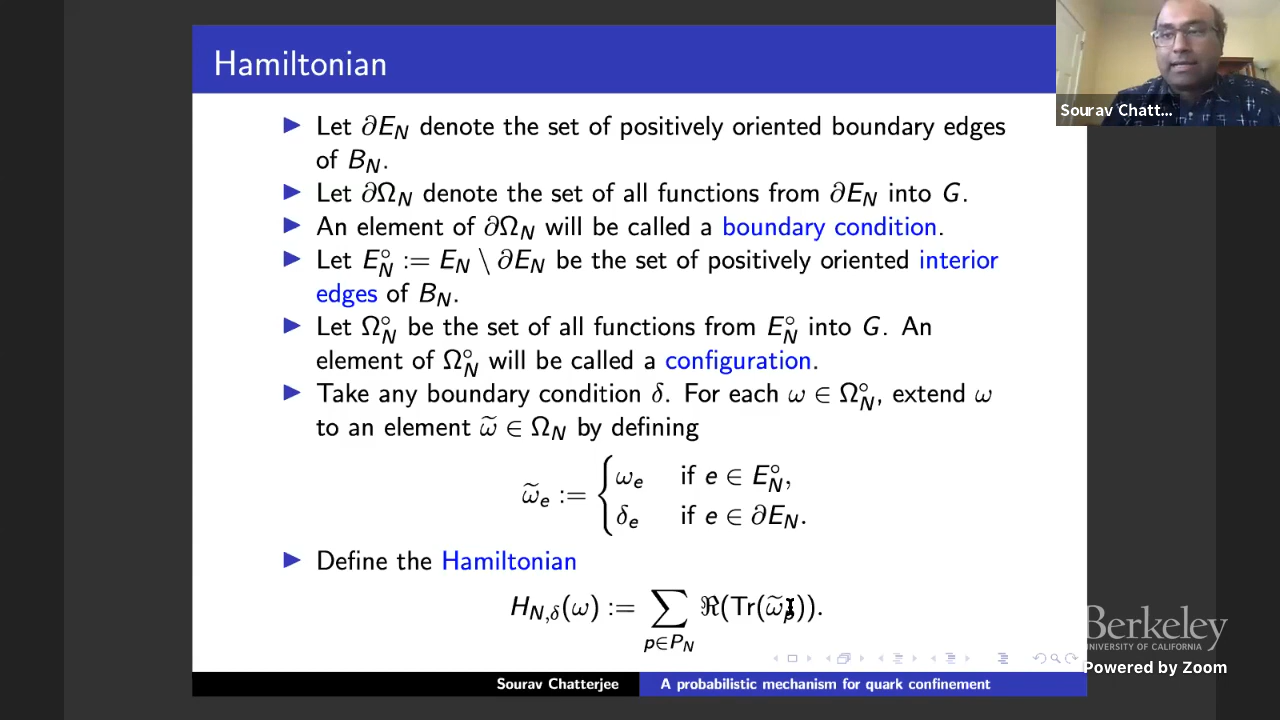 Hamiltonian
▶ Let ∂E_N denote the set of positively oriented boundary edges
of B_N.
▶ Let ∂Ω_N denote the set of all functions from ∂E_N into G.
▶ An element of ∂Ω_N will be called a boundary condition.
▶ Let E°_N := E_N \ ∂E_N be the set of positively oriented interior
edges of B_N.
▶ Let Ω°_N be the set of all functions from E°_N into G. An
element of Ω°_N will be called a configuration.
▶ Take any boundary condition δ. For each ω ∈ Ω°_N, extend ω
to an element ω̃ ∈ Ω_N by defining
ω̃_e := { ω_e if e ∈ E°_N,
δ_e if e ∈ ∂E_N.
▶ Define the Hamiltonian
H_{N,δ}(ω) := ∑_{p∈P_N} ℜ(Tr(ω̃_p)).
Sourav Chatterjee A probabilistic mechanism for quark confinement
Sourav Chatt...
Berkeley
UNIVERSITY OF CALIFORNIA
Powered by Zoom